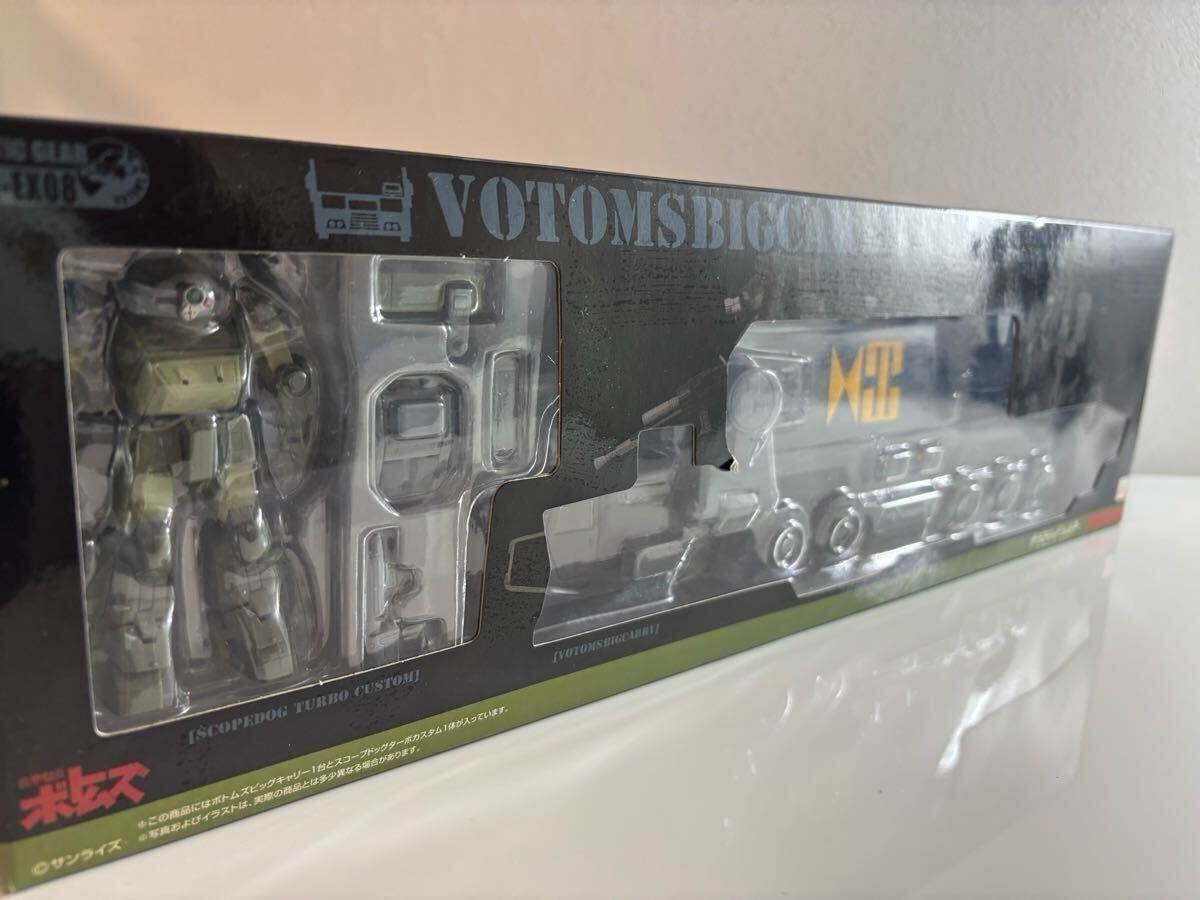 EX08
VOTOMSBIGCA
[SCOPEDOG TURBO CUSTOM]
[VOTOMSBIGCARRY]
ボトムズ
※この商品にはボトムズビッグキャリー1台とスコープドッグターボカスタム1体が入っています。
※写真およびイラストは、実際の商品とは多少異なる場合があります。
©サンライズ